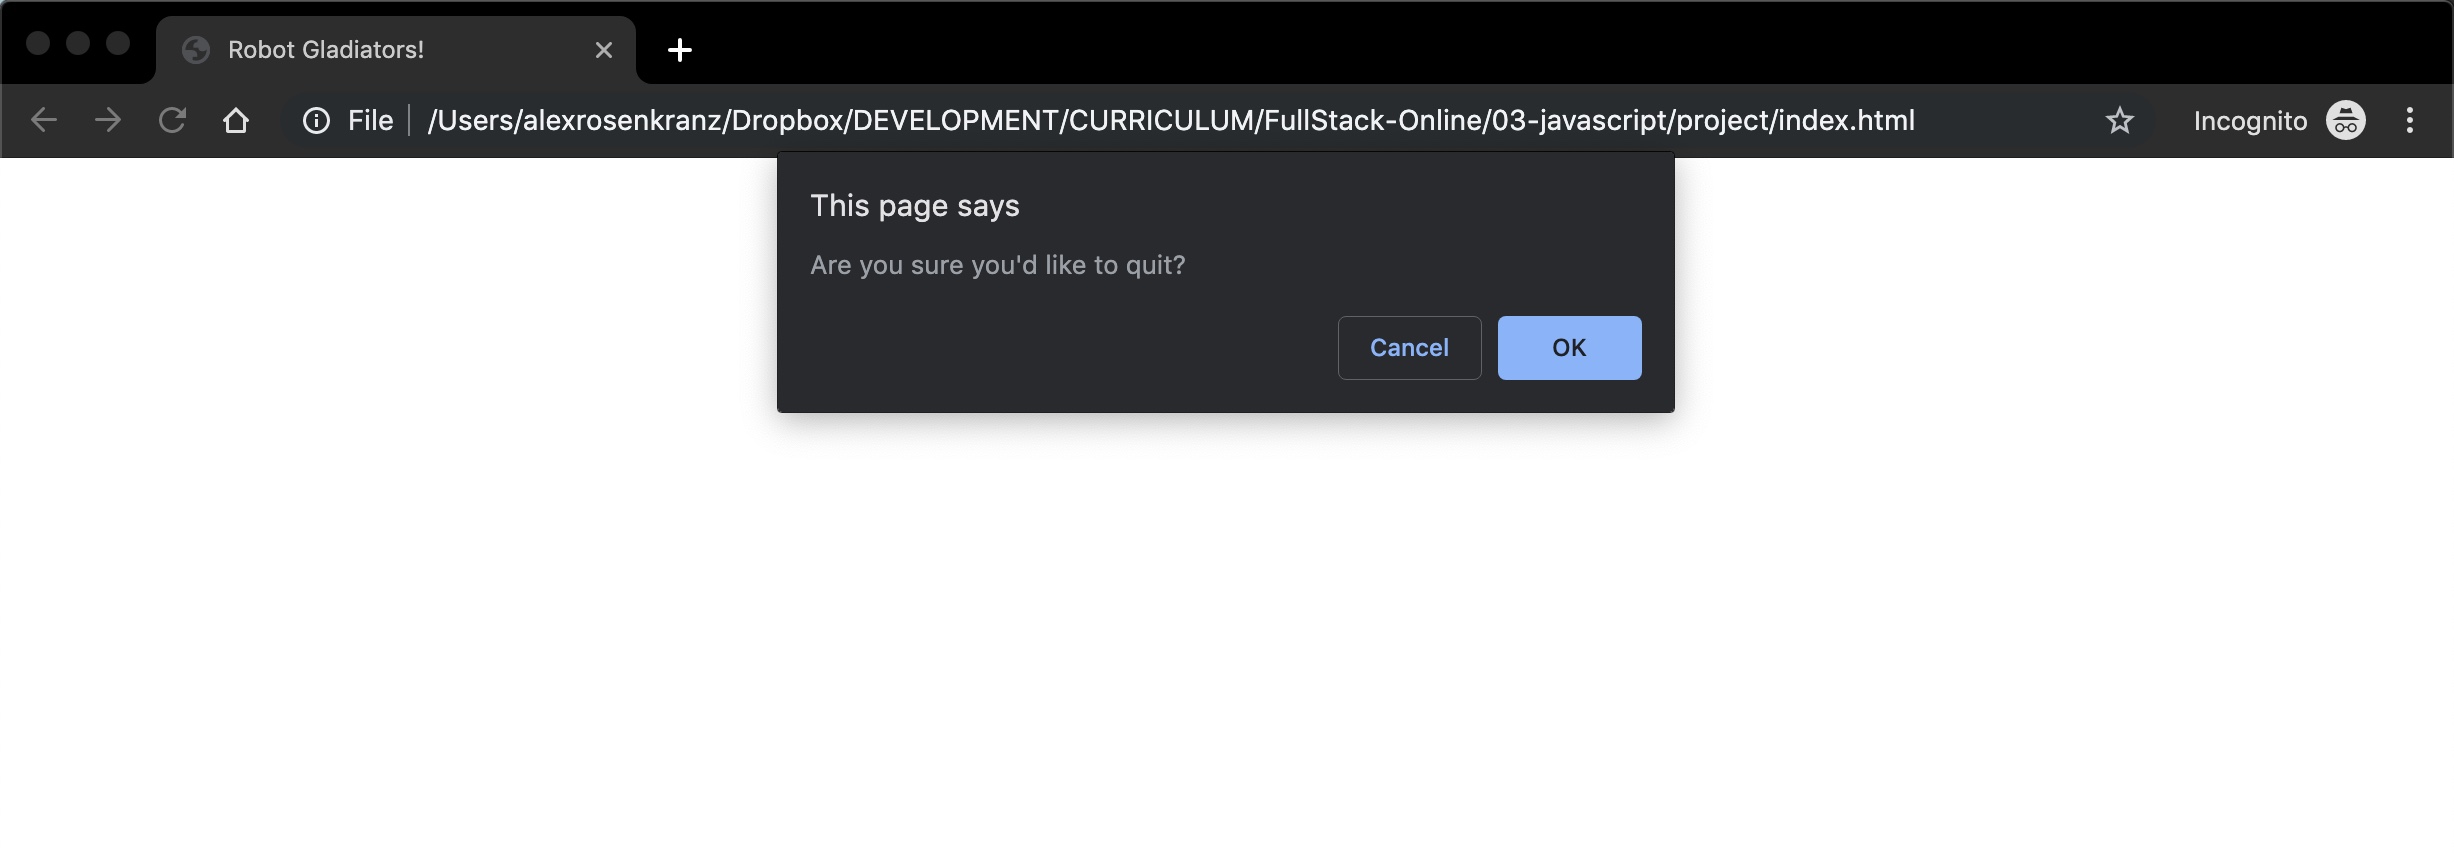 Robot Gladiators!
File | /Users/alexrosenkranz/Dropbox/DEVELOPMENT/CURRICULUM/FullStack-Online/03-javascript/project/index.html
Incognito
This page says
Are you sure you'd like to quit?
Cancel OK